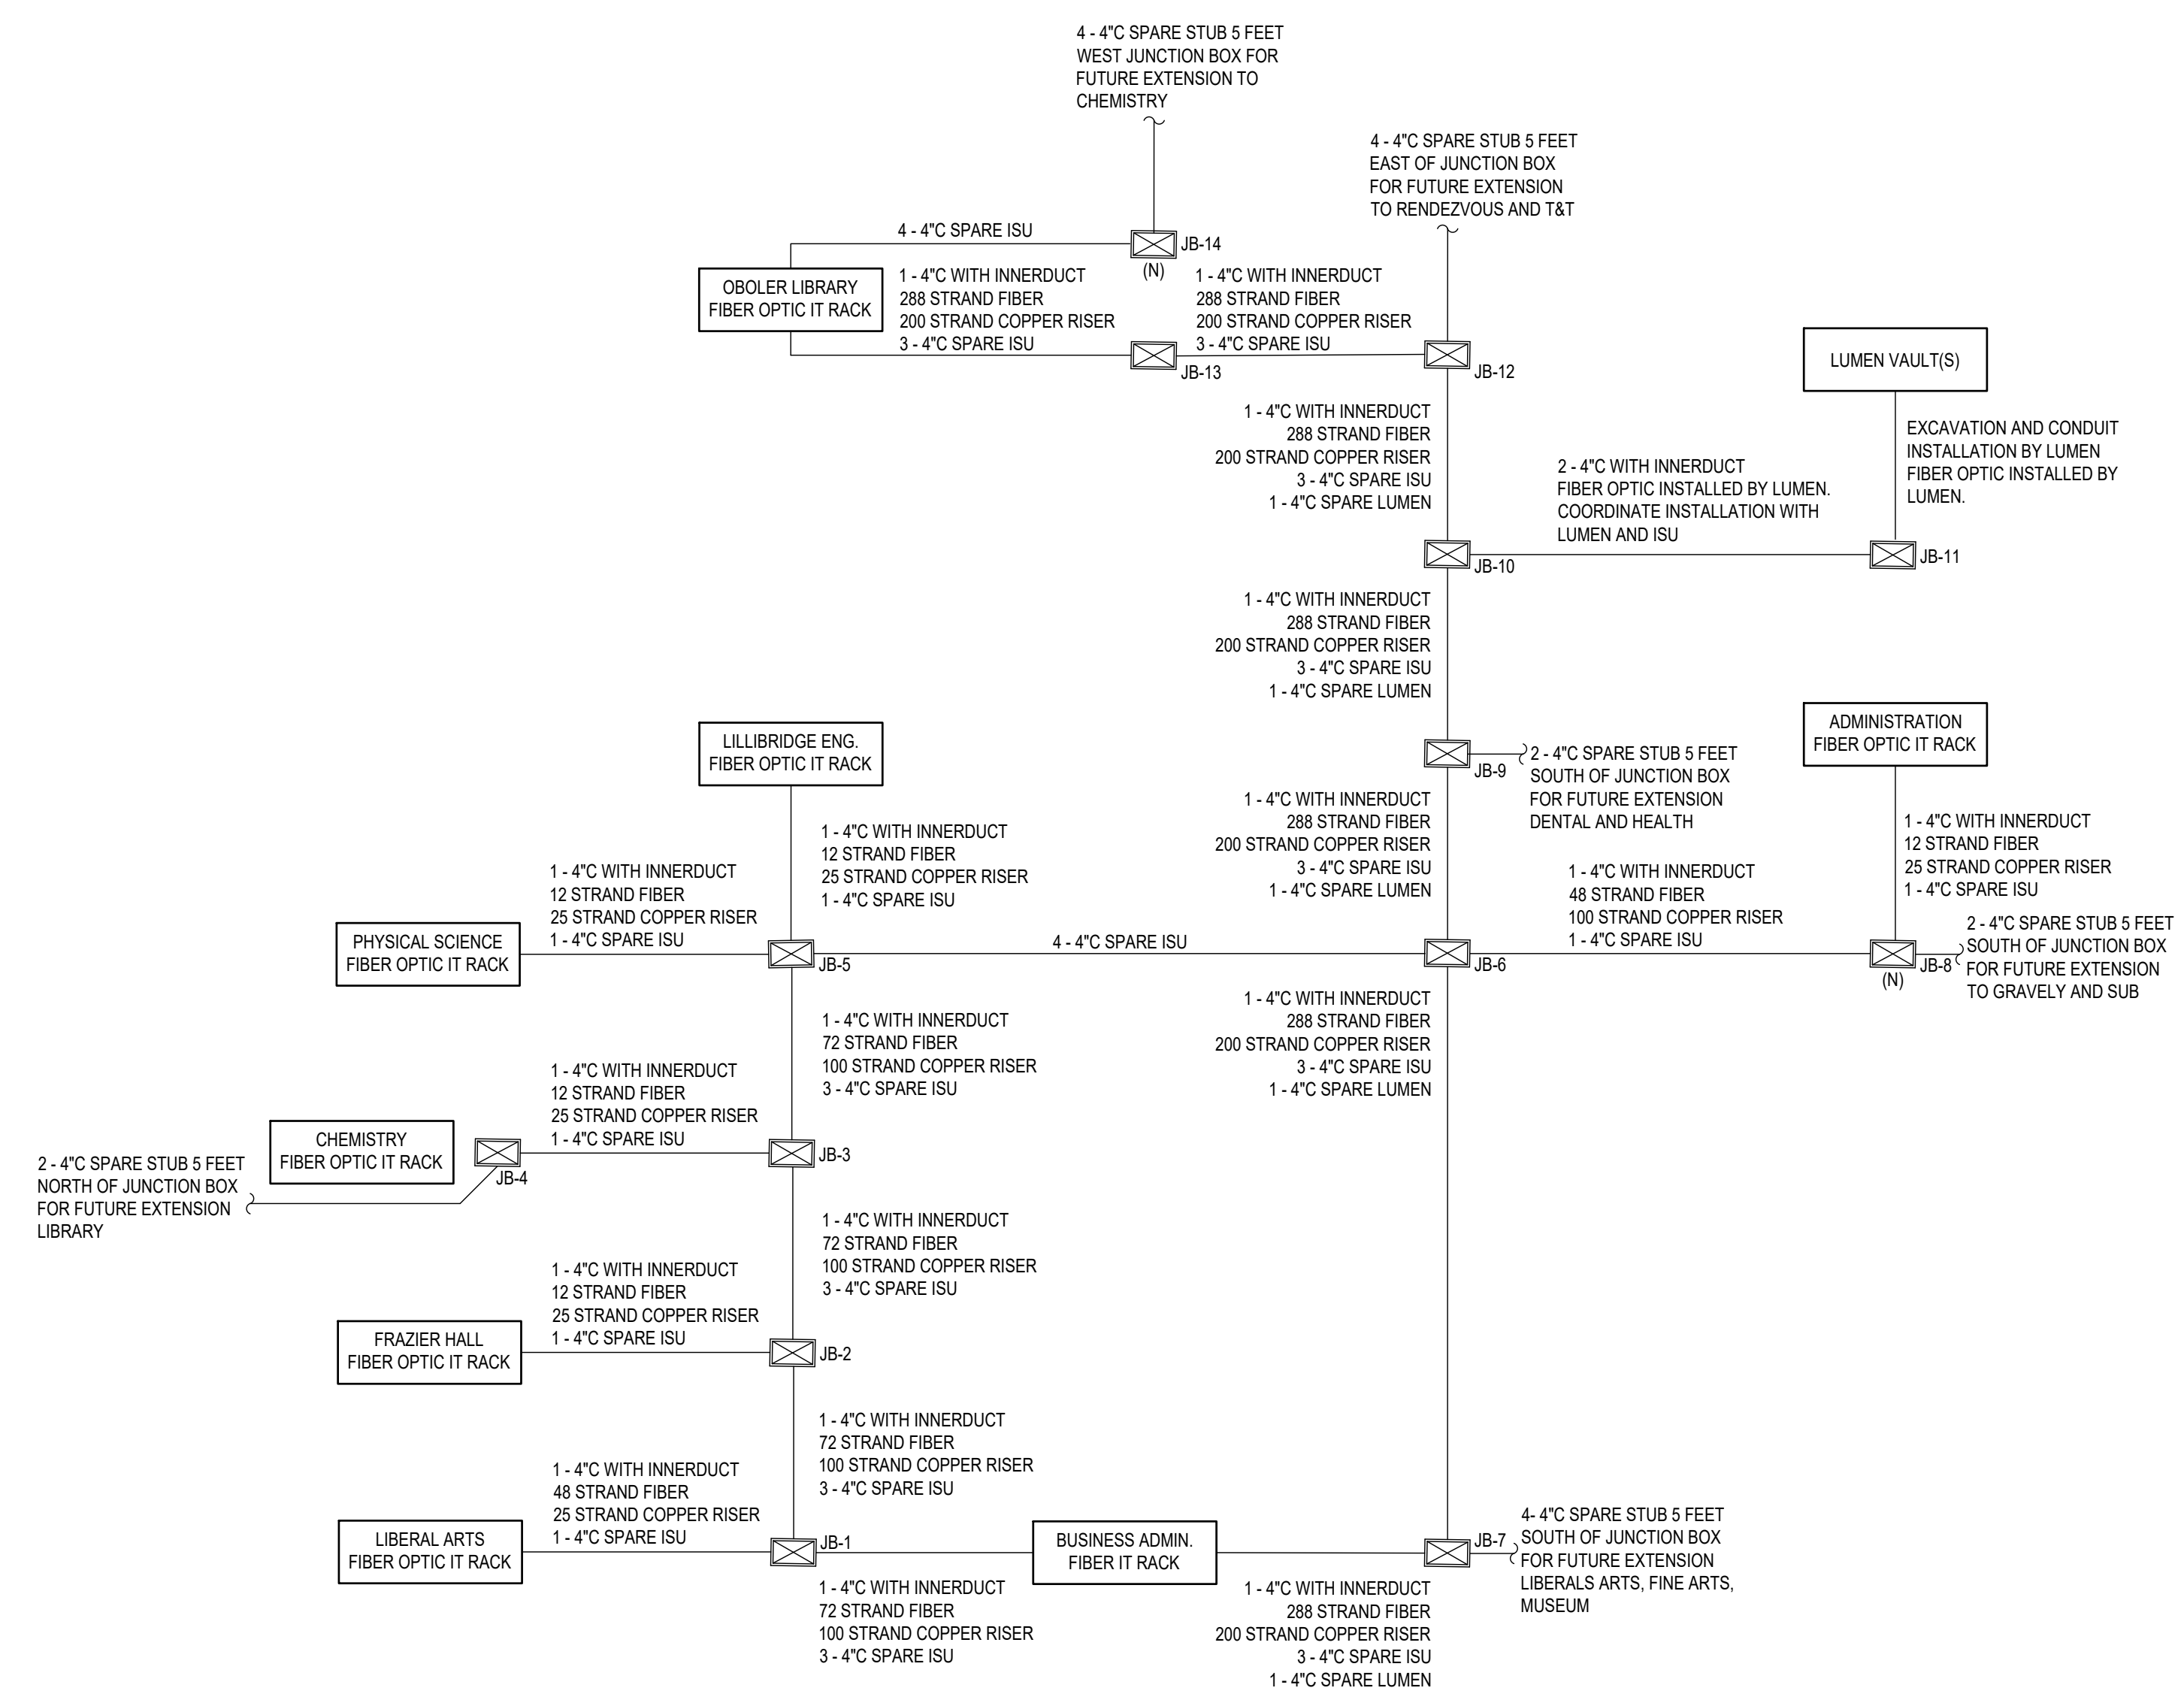 4 - 4"C SPARE STUB 5 FEET
WEST JUNCTION BOX FOR
FUTURE EXTENSION TO
CHEMISTRY
4 - 4"C SPARE STUB 5 FEET
EAST OF JUNCTION BOX
FOR FUTURE EXTENSION
TO RENDEZVOUS AND T&T
4 - 4"C SPARE ISU
JB-14
(N)
OBOLER LIBRARY
FIBER OPTIC IT RACK
1 - 4"C WITH INNERDUCT
288 STRAND FIBER
200 STRAND COPPER RISER
3 - 4"C SPARE ISU
JB-13
1 - 4"C WITH INNERDUCT
288 STRAND FIBER
200 STRAND COPPER RISER
3 - 4"C SPARE ISU
JB-12
LUMEN VAULT(S)
EXCAVATION AND CONDUIT
INSTALLATION BY LUMEN
FIBER OPTIC INSTALLED BY
LUMEN.
1 - 4"C WITH INNERDUCT
288 STRAND FIBER
200 STRAND COPPER RISER
3 - 4"C SPARE ISU
1 - 4"C SPARE LUMEN
2 - 4"C WITH INNERDUCT
FIBER OPTIC INSTALLED BY LUMEN.
COORDINATE INSTALLATION WITH
LUMEN AND ISU
JB-10
JB-11
1 - 4"C WITH INNERDUCT
288 STRAND FIBER
200 STRAND COPPER RISER
3 - 4"C SPARE ISU
1 - 4"C SPARE LUMEN
JB-9
2 - 4"C SPARE STUB 5 FEET
SOUTH OF JUNCTION BOX
FOR FUTURE EXTENSION
DENTAL AND HEALTH
ADMINISTRATION
FIBER OPTIC IT RACK
LILLIBRIDGE ENG.
FIBER OPTIC IT RACK
1 - 4"C WITH INNERDUCT
12 STRAND FIBER
25 STRAND COPPER RISER
1 - 4"C SPARE ISU
1 - 4"C WITH INNERDUCT
288 STRAND FIBER
200 STRAND COPPER RISER
3 - 4"C SPARE ISU
1 - 4"C SPARE LUMEN
1 - 4"C WITH INNERDUCT
48 STRAND FIBER
100 STRAND COPPER RISER
1 - 4"C SPARE ISU
1 - 4"C WITH INNERDUCT
12 STRAND FIBER
25 STRAND COPPER RISER
1 - 4"C SPARE ISU
PHYSICAL SCIENCE
FIBER OPTIC IT RACK
1 - 4"C WITH INNERDUCT
12 STRAND FIBER
25 STRAND COPPER RISER
1 - 4"C SPARE ISU
JB-5
4 - 4"C SPARE ISU
JB-6
JB-8
(N)
2 - 4"C SPARE STUB 5 FEET
SOUTH OF JUNCTION BOX
FOR FUTURE EXTENSION
TO GRAVELY AND SUB
1 - 4"C WITH INNERDUCT
72 STRAND FIBER
100 STRAND COPPER RISER
3 - 4"C SPARE ISU
1 - 4"C WITH INNERDUCT
288 STRAND FIBER
200 STRAND COPPER RISER
3 - 4"C SPARE ISU
1 - 4"C SPARE LUMEN
CHEMISTRY
FIBER OPTIC IT RACK
1 - 4"C WITH INNERDUCT
12 STRAND FIBER
25 STRAND COPPER RISER
1 - 4"C SPARE ISU
JB-4
JB-3
2 - 4"C SPARE STUB 5 FEET
NORTH OF JUNCTION BOX
FOR FUTURE EXTENSION
LIBRARY
1 - 4"C WITH INNERDUCT
72 STRAND FIBER
100 STRAND COPPER RISER
3 - 4"C SPARE ISU
FRAZIER HALL
FIBER OPTIC IT RACK
1 - 4"C WITH INNERDUCT
12 STRAND FIBER
25 STRAND COPPER RISER
1 - 4"C SPARE ISU
JB-2
1 - 4"C WITH INNERDUCT
72 STRAND FIBER
100 STRAND COPPER RISER
3 - 4"C SPARE ISU
LIBERAL ARTS
FIBER OPTIC IT RACK
1 - 4"C WITH INNERDUCT
48 STRAND FIBER
25 STRAND COPPER RISER
1 - 4"C SPARE ISU
JB-1
BUSINESS ADMIN.
FIBER IT RACK
JB-7
4- 4"C SPARE STUB 5 FEET
SOUTH OF JUNCTION BOX
FOR FUTURE EXTENSION
LIBERALS ARTS, FINE ARTS,
MUSEUM
1 - 4"C WITH INNERDUCT
72 STRAND FIBER
100 STRAND COPPER RISER
3 - 4"C SPARE ISU
1 - 4"C WITH INNERDUCT
288 STRAND FIBER
200 STRAND COPPER RISER
3 - 4"C SPARE ISU
1 - 4"C SPARE LUMEN